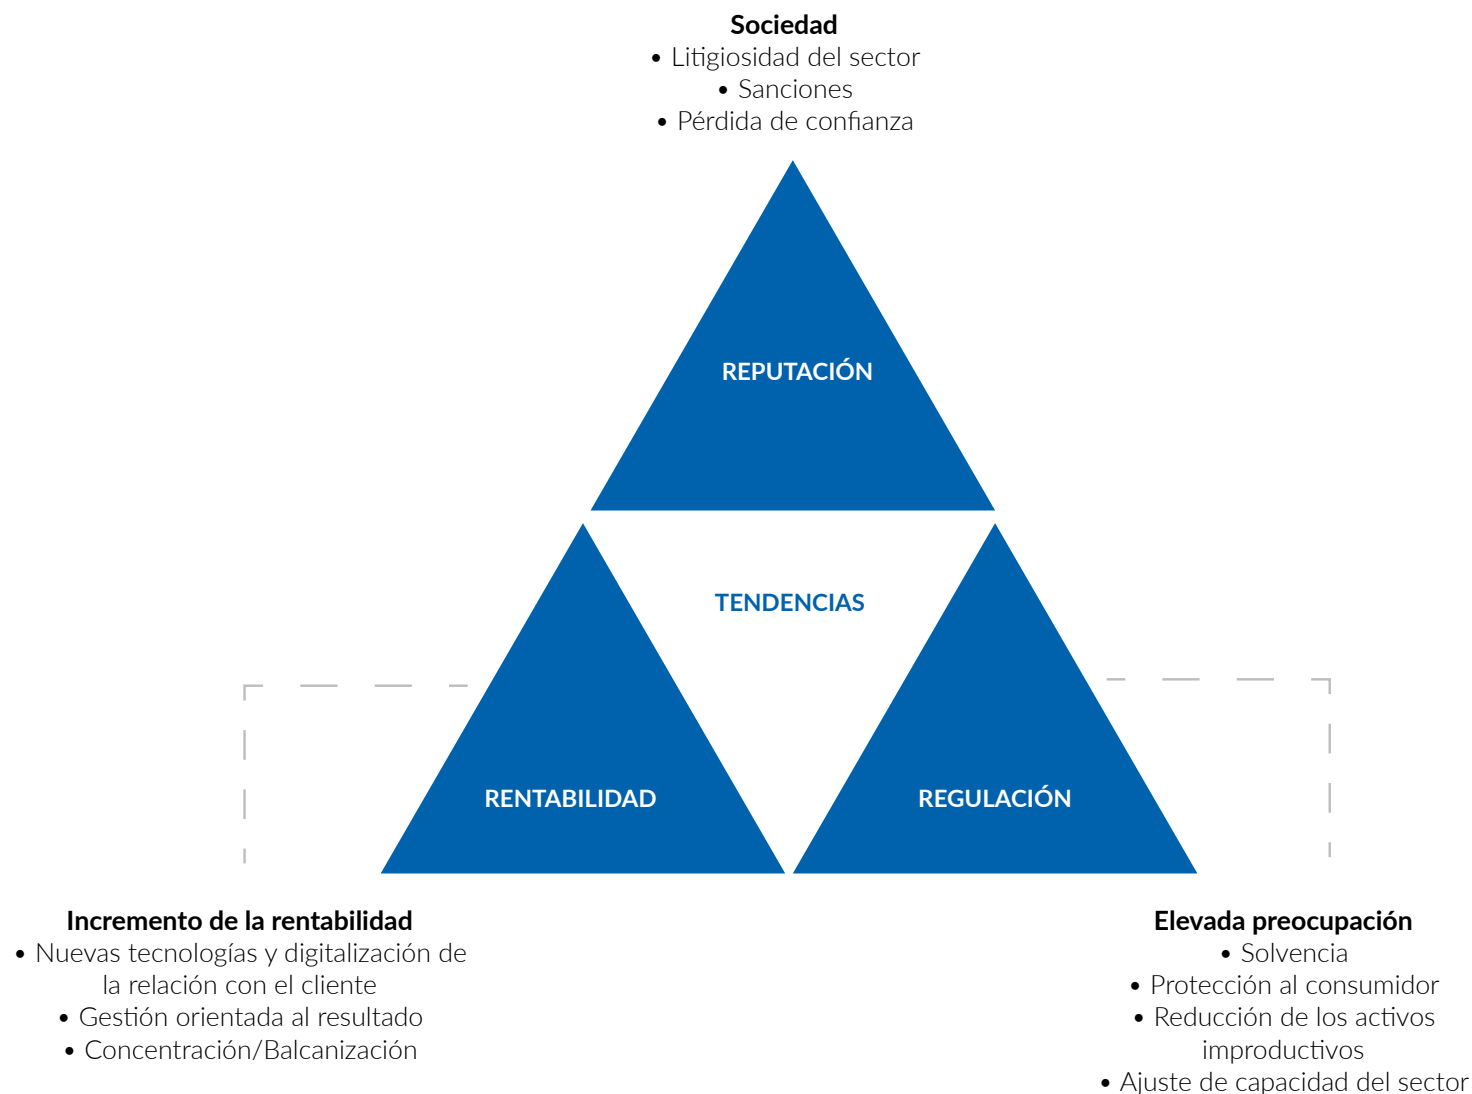 Sociedad
• Litigiosidad del sector
• Sanciones
• Pérdida de confianza
REPUTACIÓN
TENDENCIAS
RENTABILIDAD
REGULACIÓN
Incremento de la rentabilidad
• Nuevas tecnologías y digitalización de
la relación con el cliente
• Gestión orientada al resultado
• Concentración/Balcanización
Elevada preocupación
• Solvencia
• Protección al consumidor
• Reducción de los activos
improductivos
• Ajuste de capacidad del sector